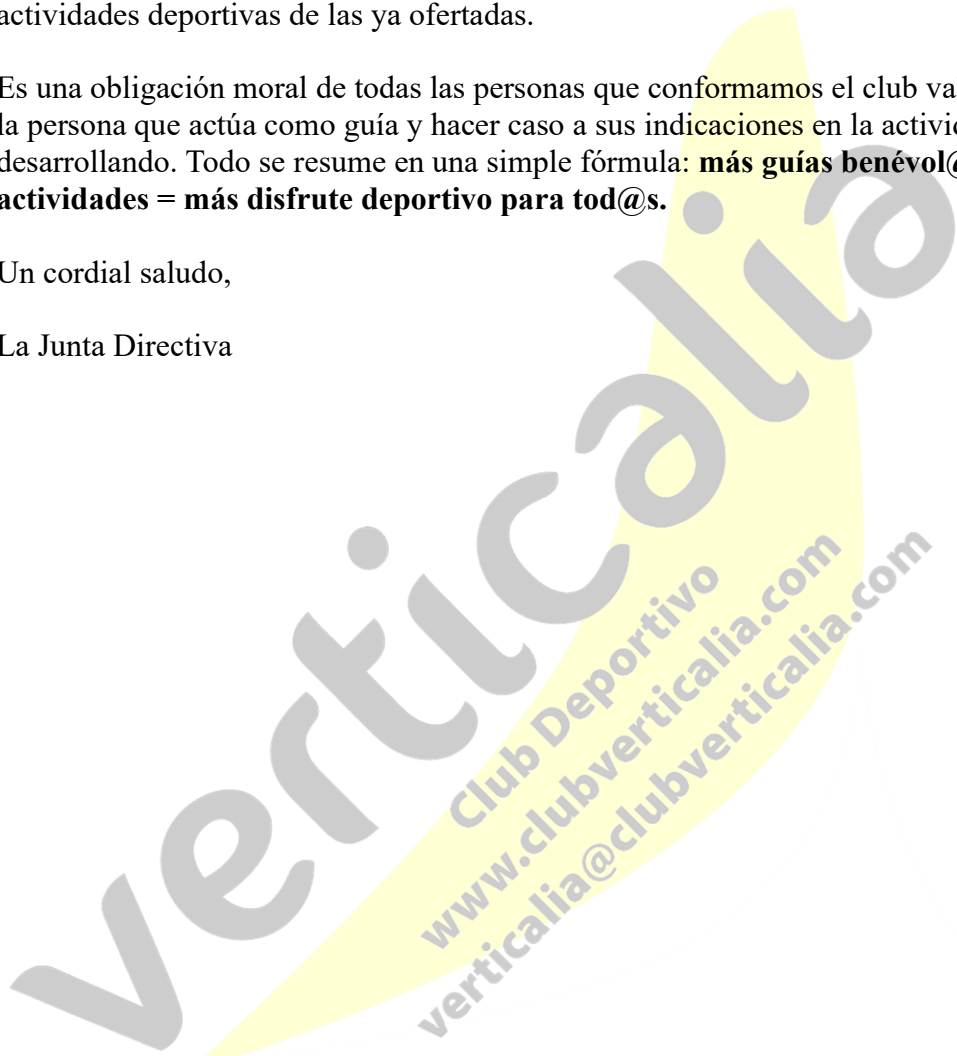 actividades deportivas de las ya ofertadas.
Es una obligación moral de todas las personas que conformamos el club va
la persona que actúa como guía y hacer caso a sus indicaciones en la activid
desarrollando. Todo se resume en una simple fórmula: más guías benévol@
actividades = más disfrute deportivo para tod@s.
Un cordial saludo,
La Junta Directiva
verticalia
Club Deportivo
www.clubverticalia.com
verticalia@clubverticalia.com